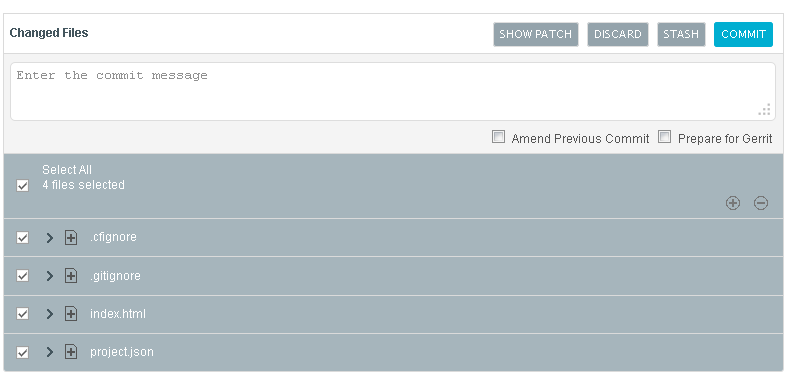 Changed Files SHOW PATCH DISCARD STASH COMMIT
Enter the commit message
Amend Previous Commit Prepare for Gerrit
Select All
4 files selected
.cfignore
.gitignore
index.html
project.json